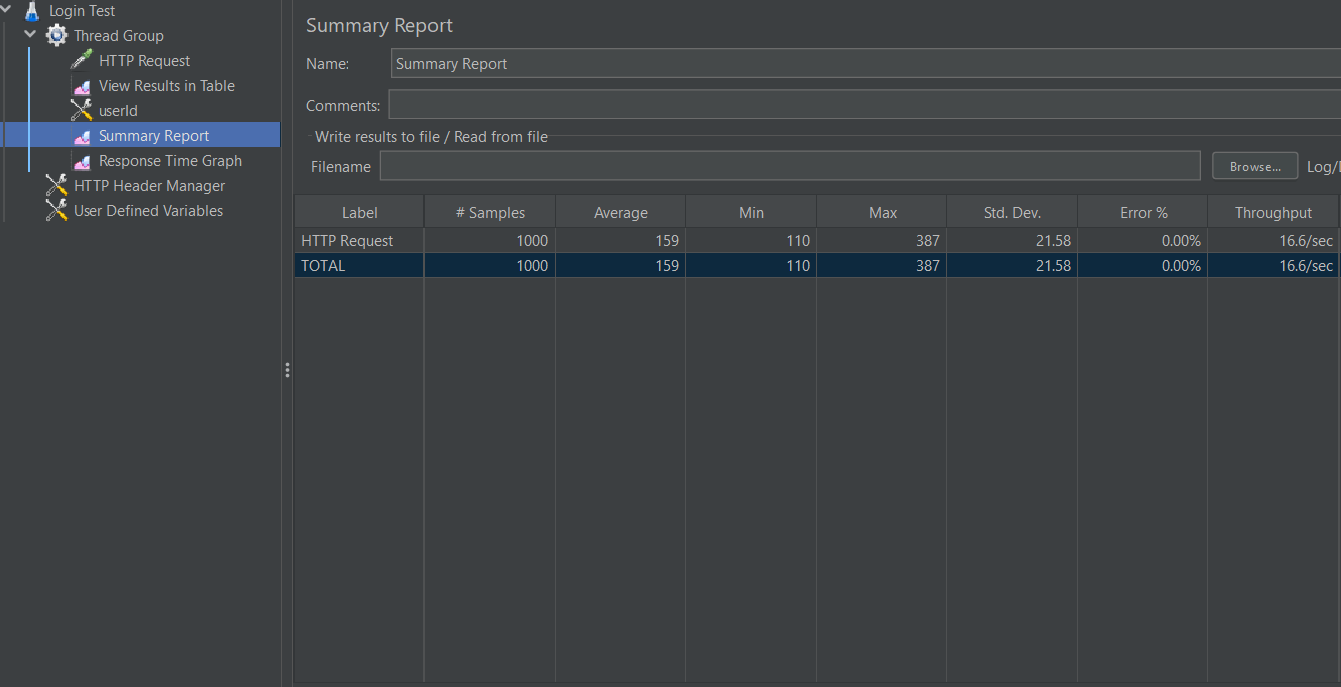 Login Test
Thread Group
HTTP Request
View Results in Table
userId
Summary Report
Response Time Graph
HTTP Header Manager
User Defined Variables
Summary Report
Name: Summary Report
Comments:
Write results to file / Read from file
Filename Browse... Log/
Label # Samples Average Min Max Std. Dev. Error % Throughput
HTTP Request 1000 159 110 387 21.58 0.00% 16.6/sec
TOTAL 1000 159 110 387 21.58 0.00% 16.6/sec